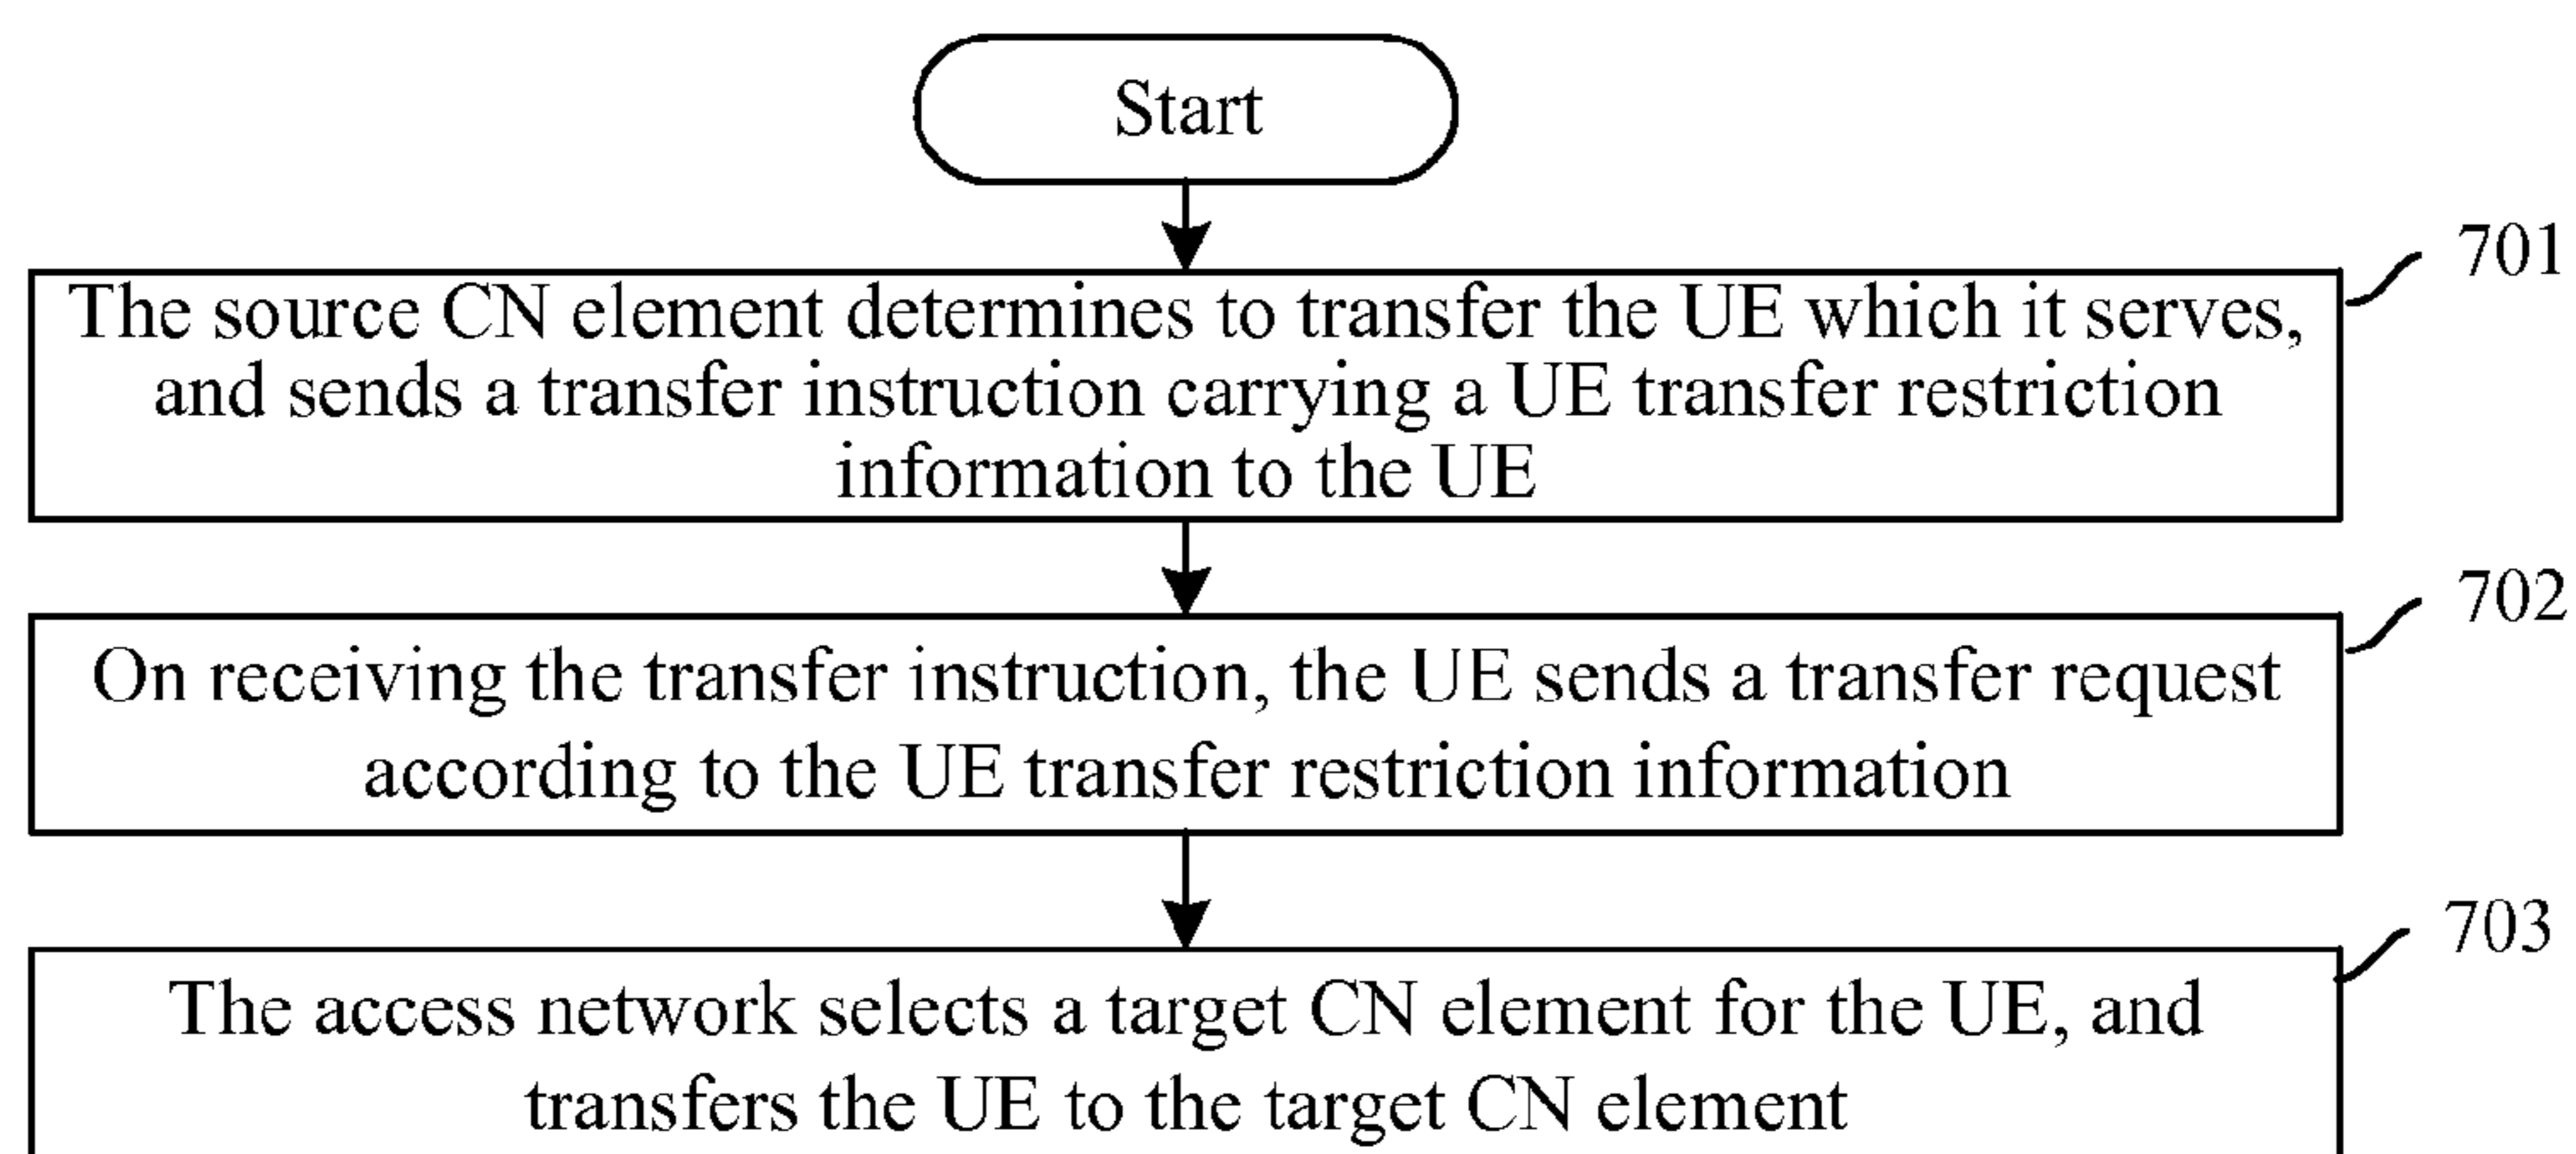 Start
701
The source CN element determines to transfer the UE which it serves,
and sends a transfer instruction carrying a UE transfer restriction
information to the UE
702
On receiving the transfer instruction, the UE sends a transfer request
according to the UE transfer restriction information
703
The access network selects a target CN element for the UE, and
transfers the UE to the target CN element